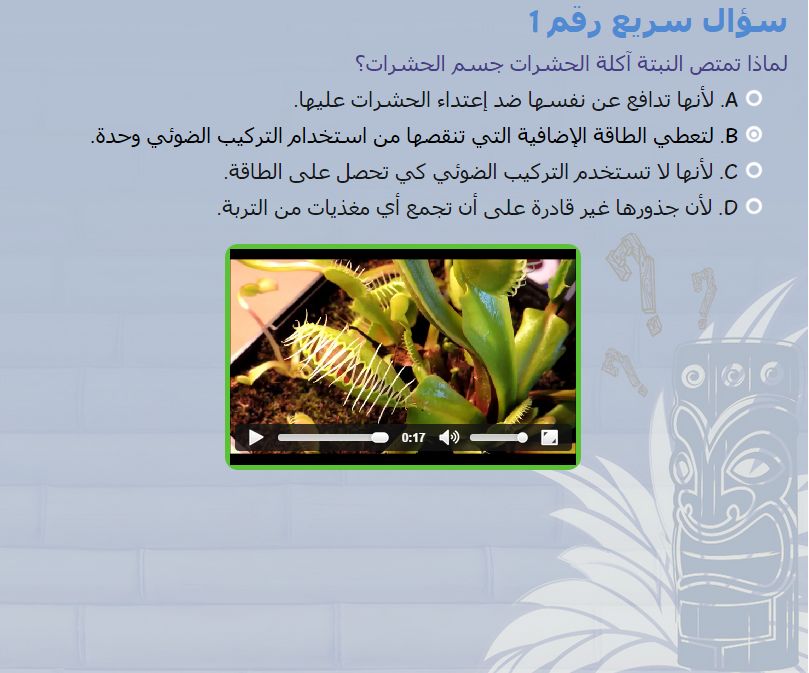 سؤال سريع رقم 1
لماذا تمتص النبتة آكلة الحشرات جسم الحشرات؟
A. لأنها تدافع عن نفسها ضد إعتداء الحشرات عليها.
B. لتعطي الطاقة الإضافية التي تنقصها من استخدام التركيب الضوئي وحدة.
C. لأنها لا تستخدم التركيب الضوئي كي تحصل على الطاقة.
D. لأن جذورها غير قادرة على أن تجمع أي مغذيات من التربة.
0:17